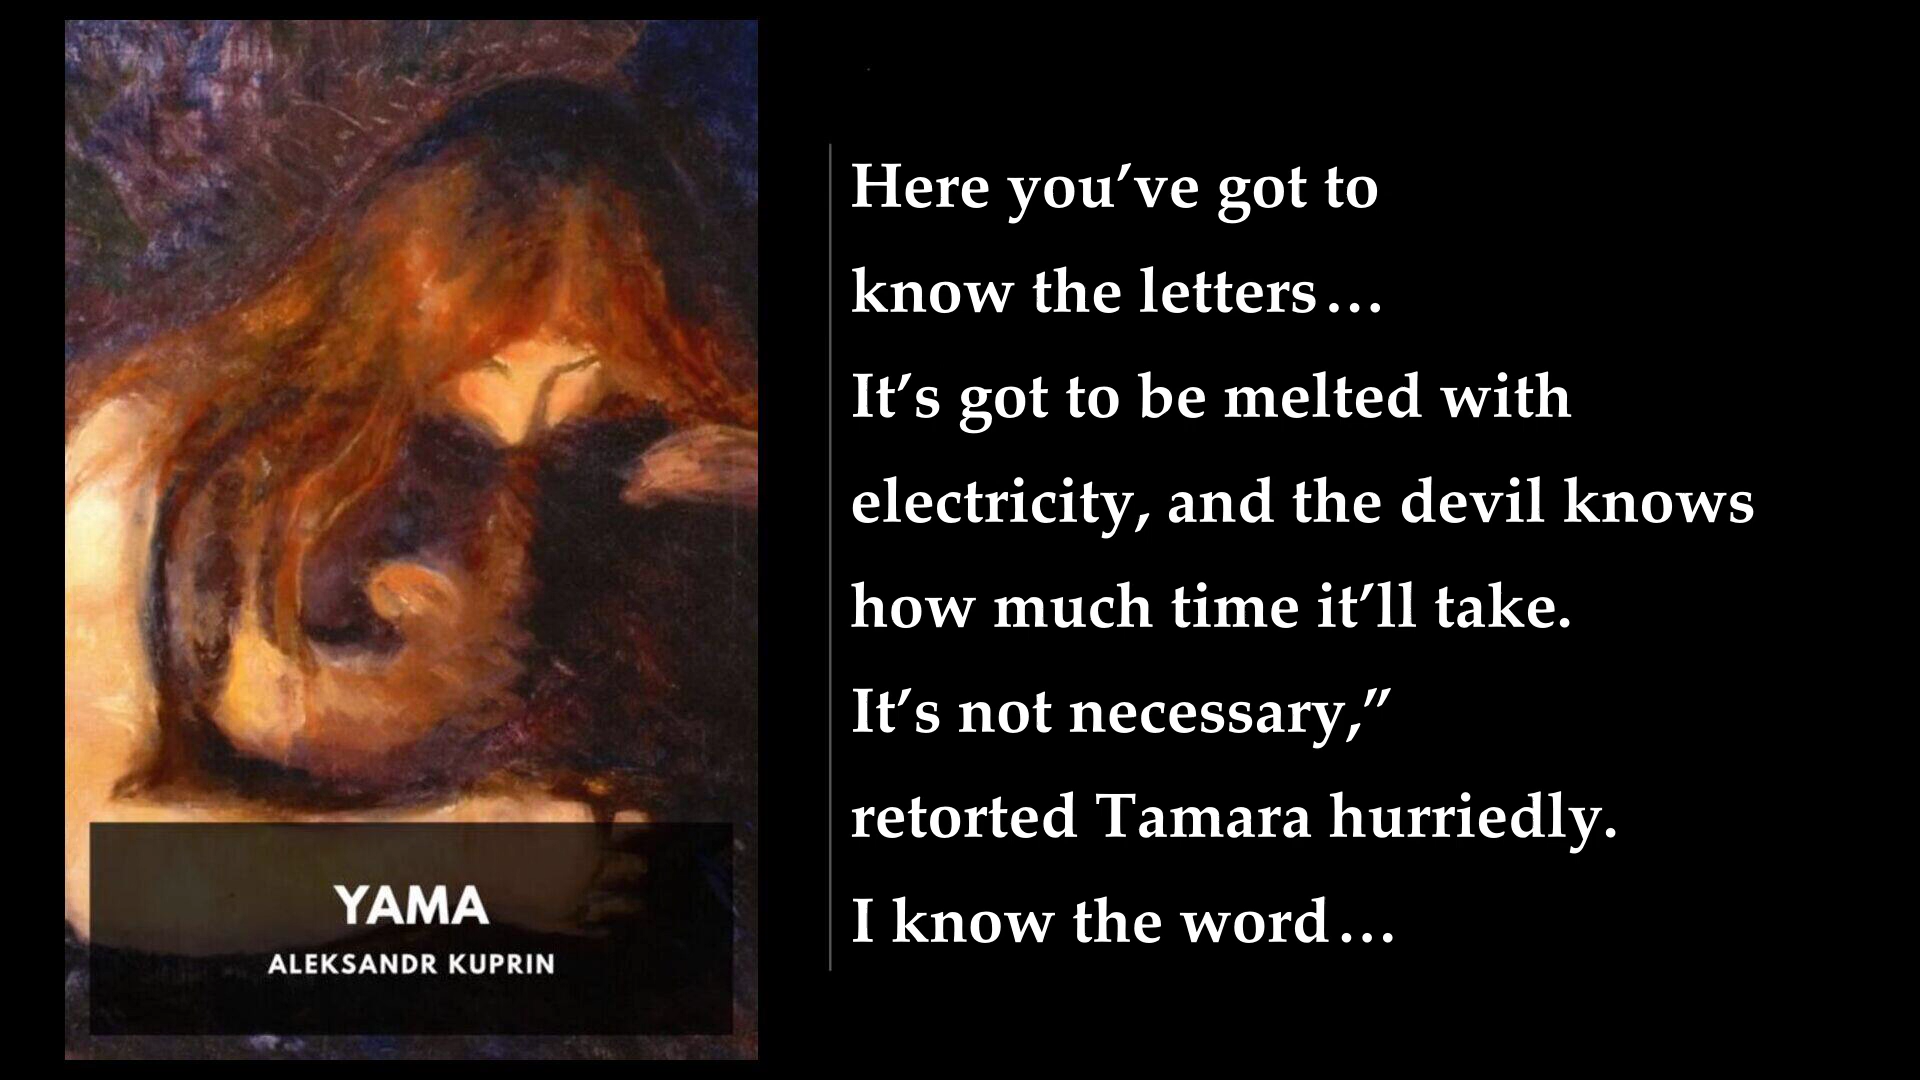 YAMA
ALEKSANDR KUPRIN
Here you’ve got to
know the letters…
It’s got to be melted with
electricity, and the devil knows
how much time it’ll take.
It’s not necessary,”
retorted Tamara hurriedly.
I know the word…